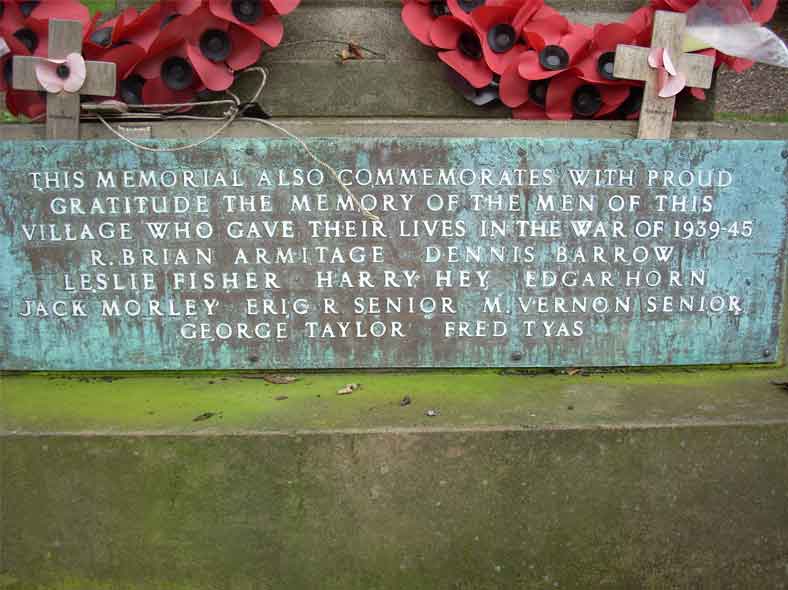 THIS MEMORIAL ALSO COMMEMORATES WITH PROUD
GRATITUDE THE MEMORY OF THE MEN OF THIS
VILLAGE WHO GAVE THEIR LIVES IN THE WAR OF 1939-45
R. BRIAN ARMITAGE DENNIS BARROW
LESLIE FISHER HARRY HEY EDGAR HORN
JACK MORLEY ERIC R SENIOR M. VERNON SENIOR
GEORGE TAYLOR FRED TYAS